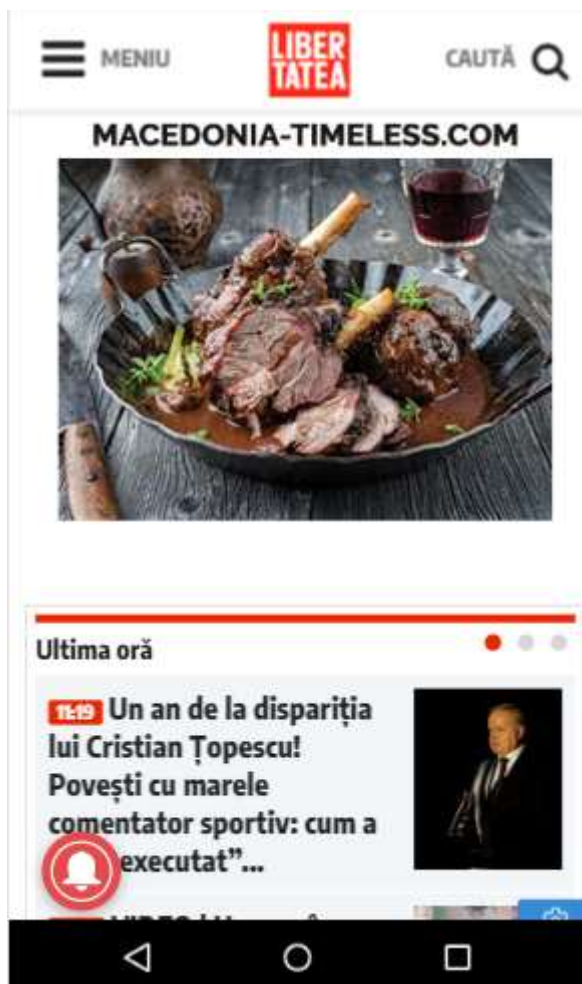 MENIU
LIBER
TATEA
CAUTĂ
MACEDONIA-TIMELESS.COM
Ultima oră
11:19 Un an de la dispariția
lui Cristian Țopescu!
Povești cu marele
comentator sportiv: cum a
executat”...
VIDEO |